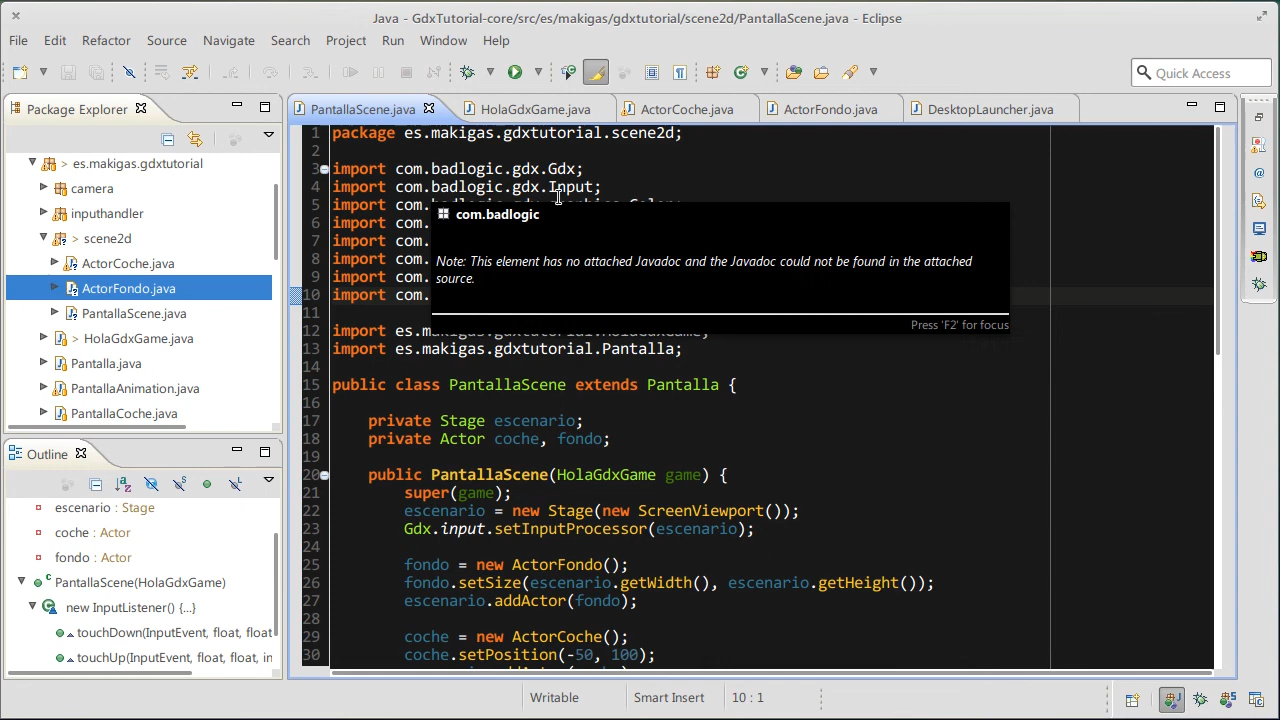 Java - GdxTutorial-core/src/es/makigas/gdxtutorial/scene2d/PantallaScene.java - Eclipse
File Edit Refactor Source Navigate Search Project Run Window Help
Quick Access
Package Explorer
PantallaScene.java HolaGdxGame.java ActorCoche.java ActorFondo.java DesktopLauncher.java
> es.makigas.gdxtutorial
camera
inputhandler
> scene2d
ActorCoche.java
ActorFondo.java
PantallaScene.java
> HolaGdxGame.java
Pantalla.java
PantallaAnimation.java
PantallaCoche.java
Outline
escenario : Stage
coche : Actor
fondo : Actor
PantallaScene(HolaGdxGame)
new InputListener() {...}
touchDown(InputEvent, float, float
touchUp(InputEvent, float, float, in
1 package es.makigas.gdxtutorial.scene2d;
2
3 import com.badlogic.gdx.Gdx;
4 import com.badlogic.gdx.Input;
5 import com.
6 import com.
7 import com.
8 import com.
9 import com.
10 import com.
com.badlogic
Note: This element has no attached Javadoc and the Javadoc could not be found in the attached
source.
Press 'F2' for focus
11
12 import es.makigas.gdxtutorial.HolaGdxGame;
13 import es.makigas.gdxtutorial.Pantalla;
14
15 public class PantallaScene extends Pantalla {
16
17 private Stage escenario;
18 private Actor coche, fondo;
19
20 public PantallaScene(HolaGdxGame game) {
21 super(game);
22 escenario = new Stage(new ScreenViewport());
23 Gdx.input.setInputProcessor(escenario);
24
25 fondo = new ActorFondo();
26 fondo.setSize(escenario.getWidth(), escenario.getHeight());
27 escenario.addActor(fondo);
28
29 coche = new ActorCoche();
30 coche.setPosition(-50, 100);
Writable Smart Insert 10 : 1